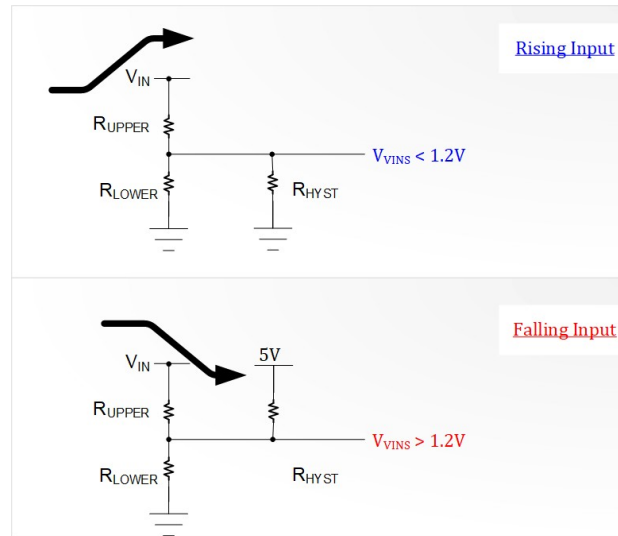 Rising Input
VIN
RUPPER
VVINS < 1.2V
RLOWER
RHYST
Falling Input
5V
VIN
RUPPER
VVINS > 1.2V
RLOWER
RHYST